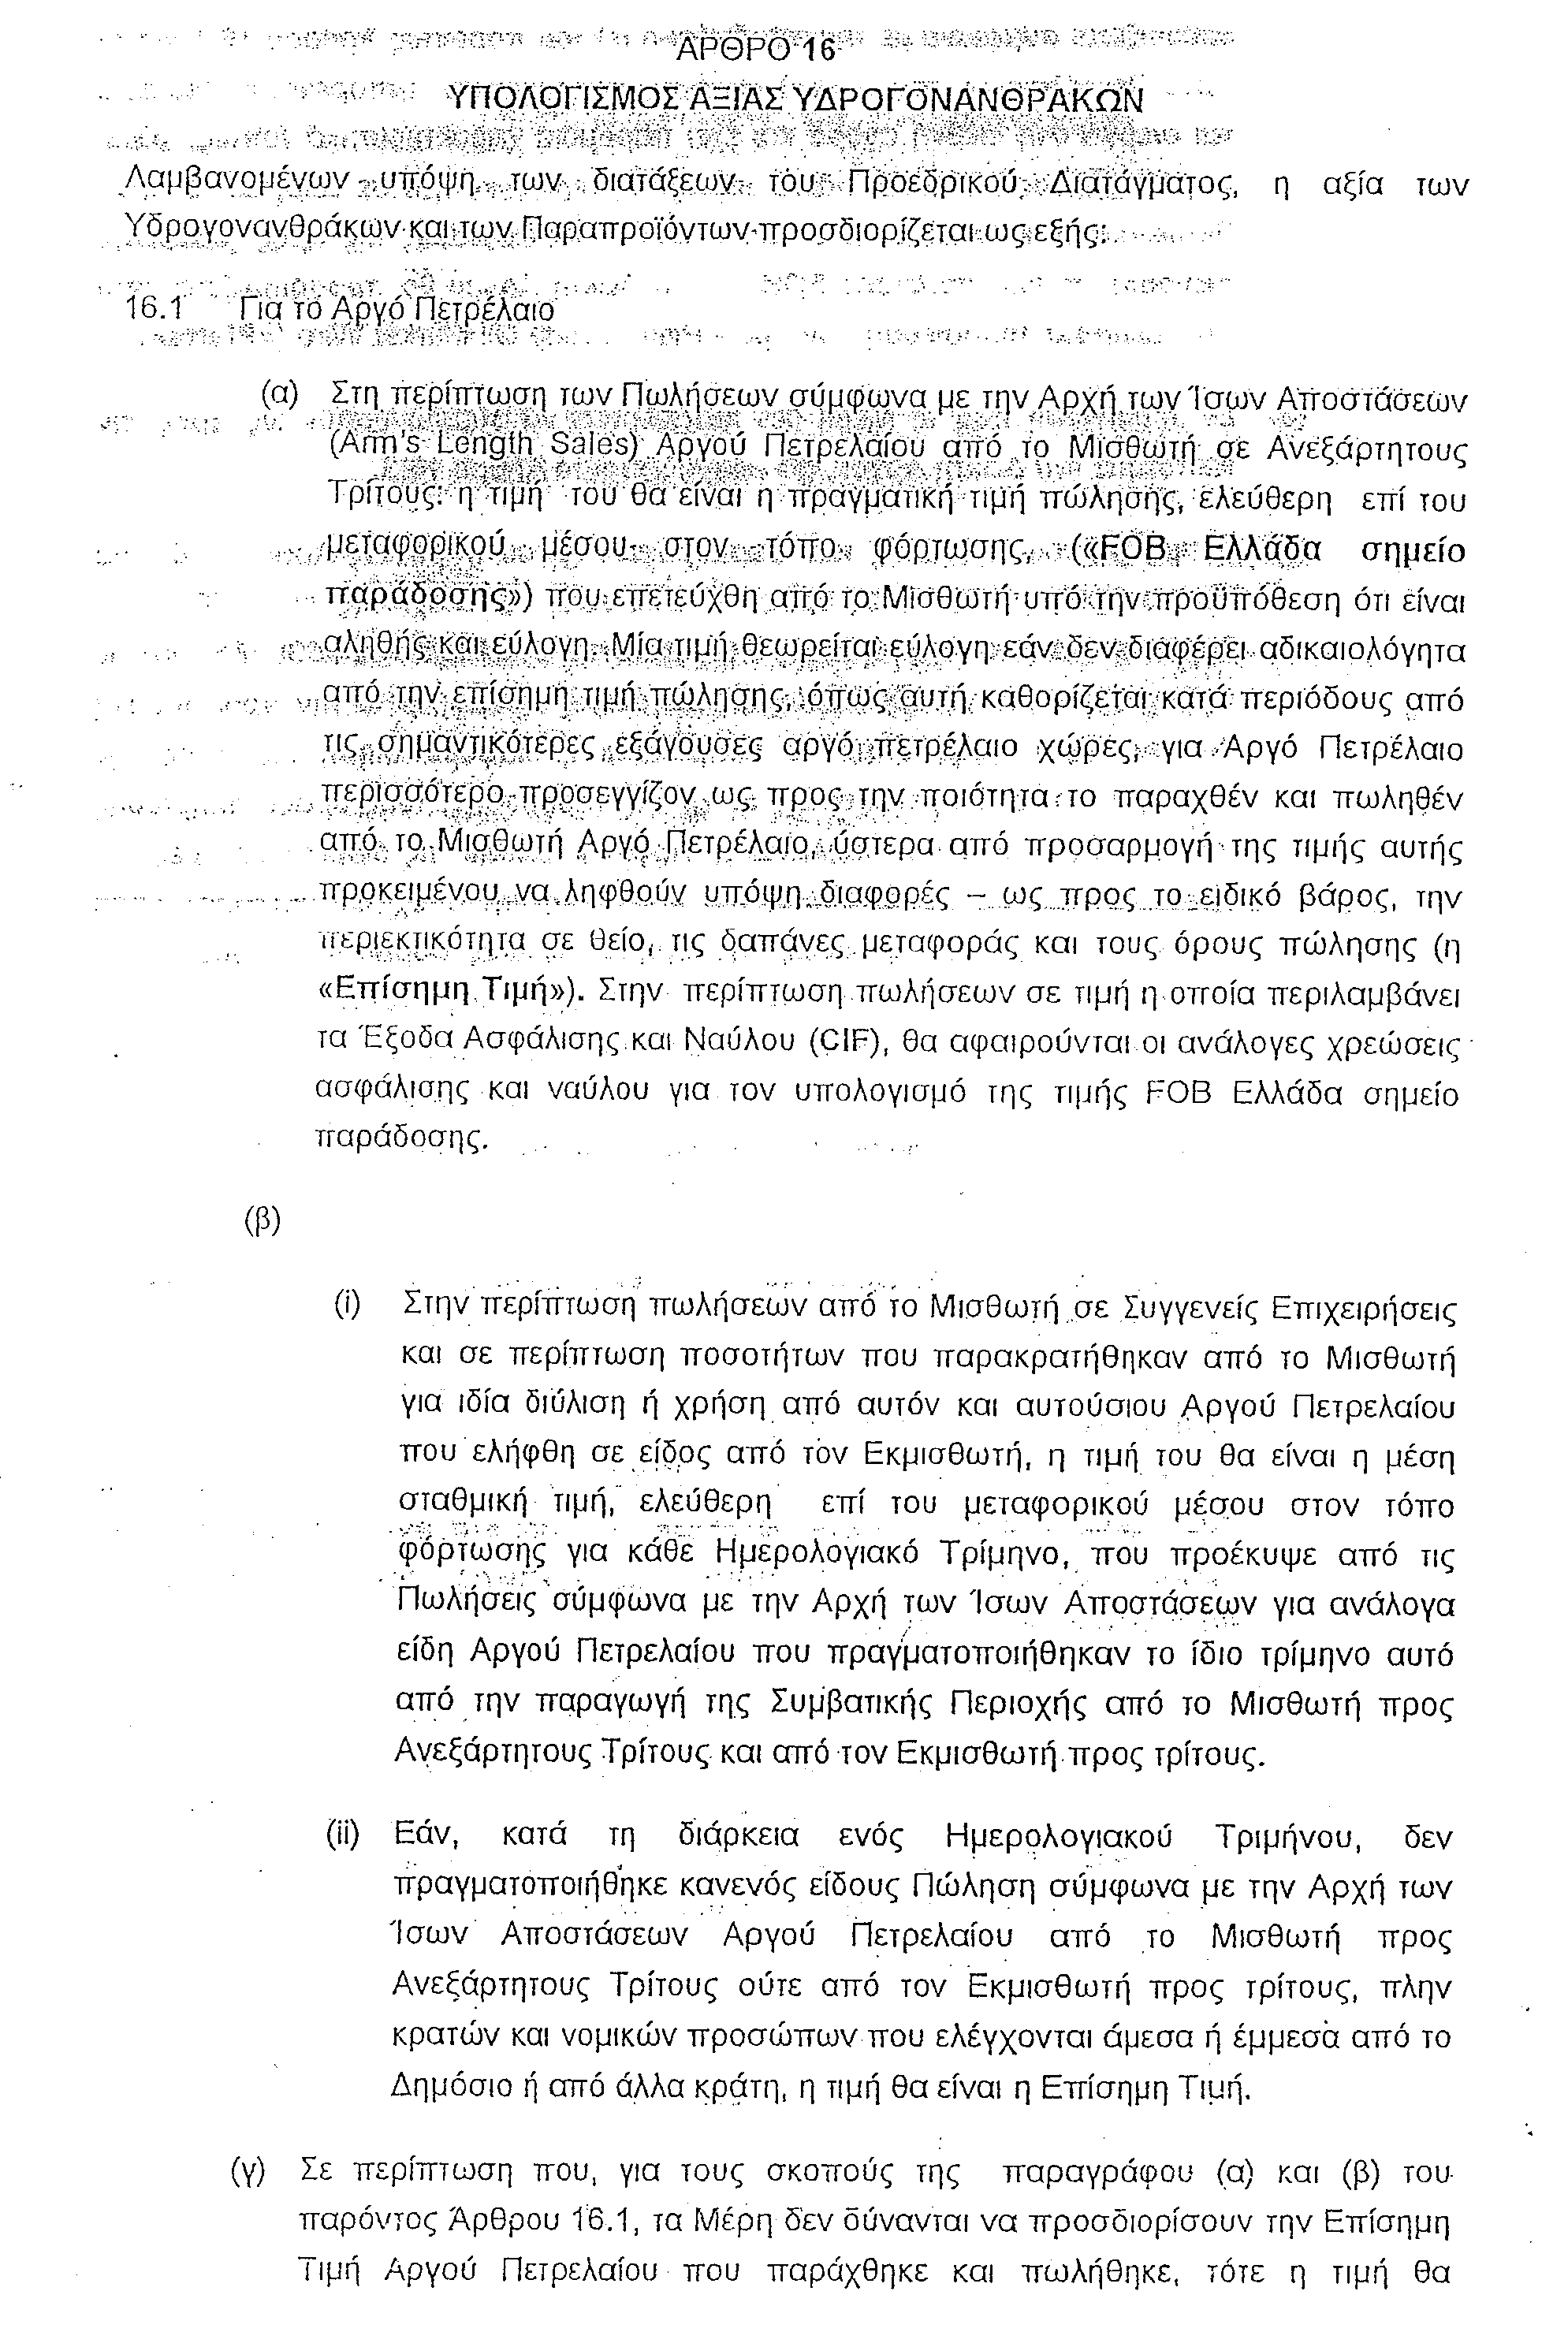 ΑΡΘΡΟ 16
ΥΠΟΛΟΓΙΣΜΟΣ ΑΞΙΑΣ ΥΔΡΟΓΟΝΑΝΘΡΑΚΩΝ
Λαμβανομένων υπόψη των διατάξεων του Προεδρικού Διατάγματος, η αξία των
Υδρογονανθράκων και των Παραπροϊόντων προσδιορίζεται ως εξής:
16.1 Για το Αργό Πετρέλαιο
(α) Στη περίπτωση των Πωλήσεων σύμφωνα με την Αρχή των Ίσων Αποστάσεων
(Arm's Length Sales) Αργού Πετρελαίου από το Μισθωτή σε Ανεξάρτητους
Τρίτους: η τιμή του θα είναι η πραγματική τιμή πώλησης, ελεύθερη επί του
μεταφορικού μέσου στον τόπο φόρτωσης, («FOB Ελλάδα σημείο
παράδοσης») που επετεύχθη από το Μισθωτή υπό την προϋπόθεση ότι είναι
αληθής και εύλογη. Μία τιμή θεωρείται εύλογη εάν δεν διαφέρει αδικαιολόγητα
από την επίσημη τιμή πώλησης, όπως αυτή καθορίζεται κατά περιόδους από
τις σημαντικότερες εξάγουσες αργό πετρέλαιο χώρες, για Αργό Πετρέλαιο
περισσότερο προσεγγίζον ως προς την ποιότητα το παραχθέν και πωληθέν
από το Μισθωτή Αργό Πετρέλαιο, ύστερα από προσαρμογή της τιμής αυτής
προκειμένου να ληφθούν υπόψη διαφορές – ως προς το ειδικό βάρος, την
περιεκτικότητα σε θείο, τις δαπάνες μεταφοράς και τους όρους πώλησης (η
«Επίσημη Τιμή»). Στην περίπτωση πωλήσεων σε τιμή η οποία περιλαμβάνει
τα Έξοδα Ασφάλισης και Ναύλου (CIF), θα αφαιρούνται οι ανάλογες χρεώσεις
ασφάλισης και ναύλου για τον υπολογισμό της τιμής FOB Ελλάδα σημείο
παράδοσης.
(β)
(i) Στην περίπτωση πωλήσεων από το Μισθωτή σε Συγγενείς Επιχειρήσεις
και σε περίπτωση ποσοτήτων που παρακρατήθηκαν από το Μισθωτή
για ιδία διύλιση ή χρήση από αυτόν και αυτούσιου Αργού Πετρελαίου
που ελήφθη σε είδος από τον Εκμισθωτή, η τιμή του θα είναι η μέση
σταθμική τιμή, ελεύθερη επί του μεταφορικού μέσου στον τόπο
φόρτωσης για κάθε Ημερολογιακό Τρίμηνο, που προέκυψε από τις
Πωλήσεις σύμφωνα με την Αρχή των Ίσων Αποστάσεων για ανάλογα
είδη Αργού Πετρελαίου που πραγματοποιήθηκαν το ίδιο τρίμηνο αυτό
από την παραγωγή της Συμβατικής Περιοχής από το Μισθωτή προς
Ανεξάρτητους Τρίτους και από τον Εκμισθωτή προς τρίτους.
(ii) Εάν, κατά τη διάρκεια ενός Ημερολογιακού Τριμήνου, δεν
πραγματοποιήθηκε κανενός είδους Πώληση σύμφωνα με την Αρχή των
Ίσων Αποστάσεων Αργού Πετρελαίου από το Μισθωτή προς
Ανεξάρτητους Τρίτους ούτε από τον Εκμισθωτή προς τρίτους, πλην
κρατών και νομικών προσώπων που ελέγχονται άμεσα ή έμμεσα από το
Δημόσιο ή από άλλα κράτη, η τιμή θα είναι η Επίσημη Τιμή.
(γ) Σε περίπτωση που, για τους σκοπούς της παραγράφου (α) και (β) του
παρόντος Άρθρου 16.1, τα Μέρη δεν δύνανται να προσδιορίσουν την Επίσημη
Τιμή Αργού Πετρελαίου που παράχθηκε και πωλήθηκε, τότε η τιμή θα